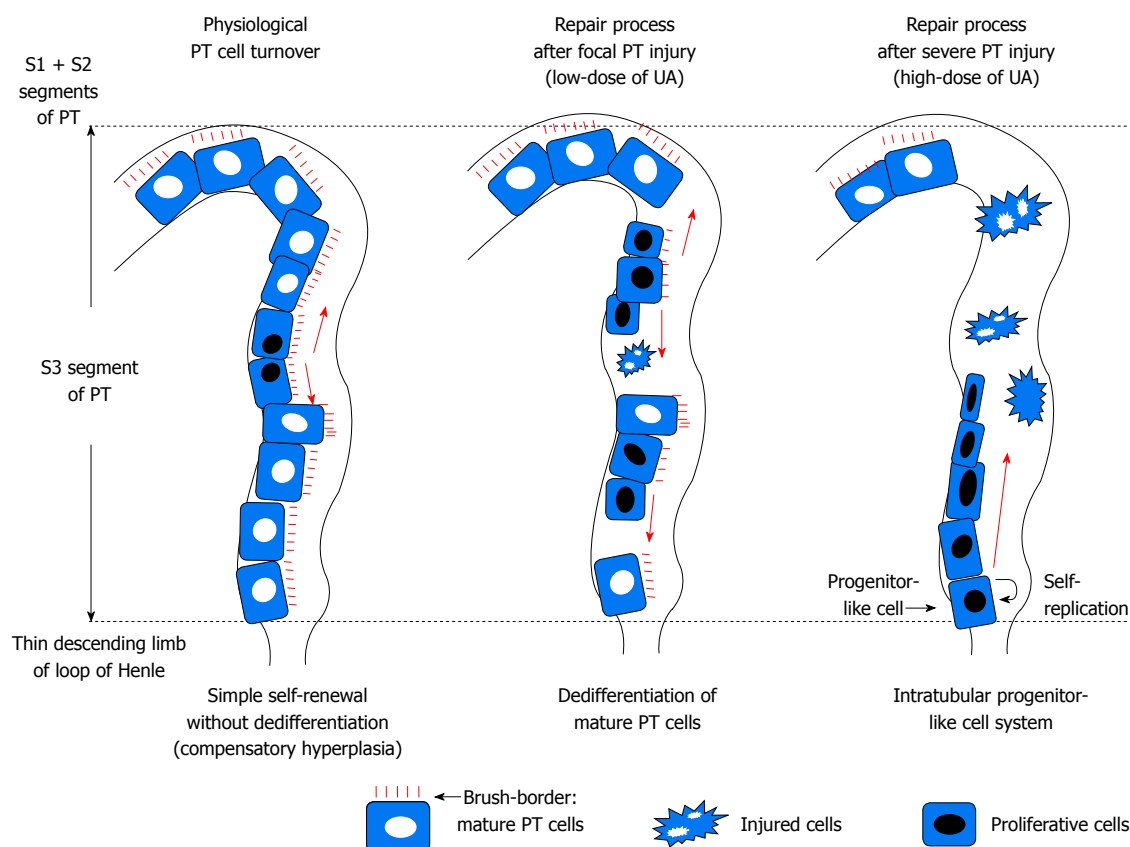 Physiological
PT cell turnover
Repair process
after focal PT injury
(low-dose of UA)
Repair process
after severe PT injury
(high-dose of UA)
S1 + S2
segments
of PT
S3 segment
of PT
Progenitor-
like cell
Self-
replication
Thin descending limb
of loop of Henle
Simple self-renewal
without dedifferentiation
(compensatory hyperplasia)
Dedifferentiation of
mature PT cells
Intratubular progenitor-
like cell system
Brush-border:
mature PT cells
Injured cells
Proliferative cells